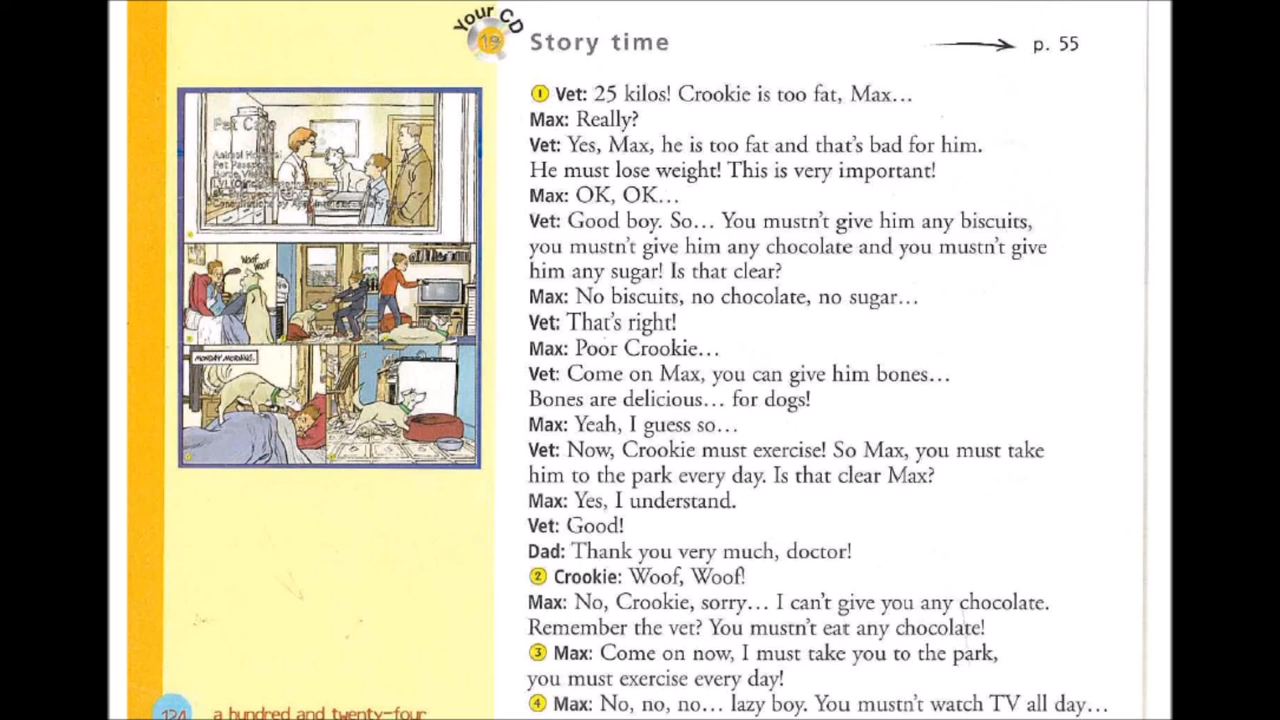 Your CD
19
Story time
p. 55
Pet Care
WOOF
WOOF
MONDAY MORNING.
1 Vet: 25 kilos! Crookie is too fat, Max...
Max: Really?
Vet: Yes, Max, he is too fat and that's bad for him.
He must lose weight! This is very important!
Max: OK, OK...
Vet: Good boy. So... You mustn't give him any biscuits,
you mustn't give him any chocolate and you mustn't give
him any sugar! Is that clear?
Max: No biscuits, no chocolate, no sugar...
Vet: That's right!
Max: Poor Crookie...
Vet: Come on Max, you can give him bones...
Bones are delicious... for dogs!
Max: Yeah, I guess so...
Vet: Now, Crookie must exercise! So Max, you must take
him to the park every day. Is that clear Max?
Max: Yes, I understand.
Vet: Good!
Dad: Thank you very much, doctor!
2 Crookie: Woof, Woof!
Max: No, Crookie, sorry... I can't give you any chocolate.
Remember the vet? You mustn't eat any chocolate!
3 Max: Come on now, I must take you to the park,
you must exercise every day!
4 Max: No, no, no... lazy boy. You mustn't watch TV all day...
124 a hundred and twenty-four